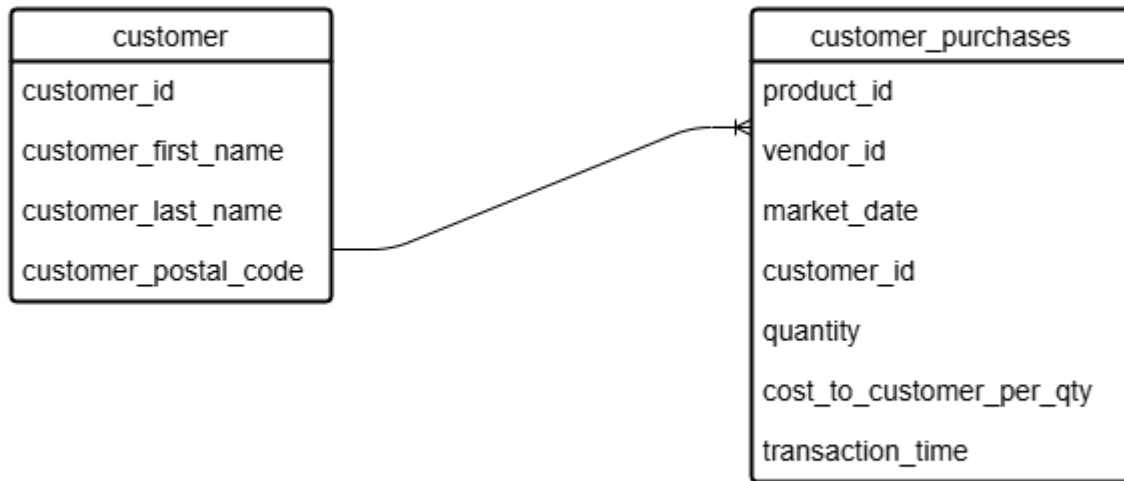 customer
customer_id
customer_first_name
customer_last_name
customer_postal_code
customer_purchases
product_id
vendor_id
market_date
customer_id
quantity
cost_to_customer_per_qty
transaction_time